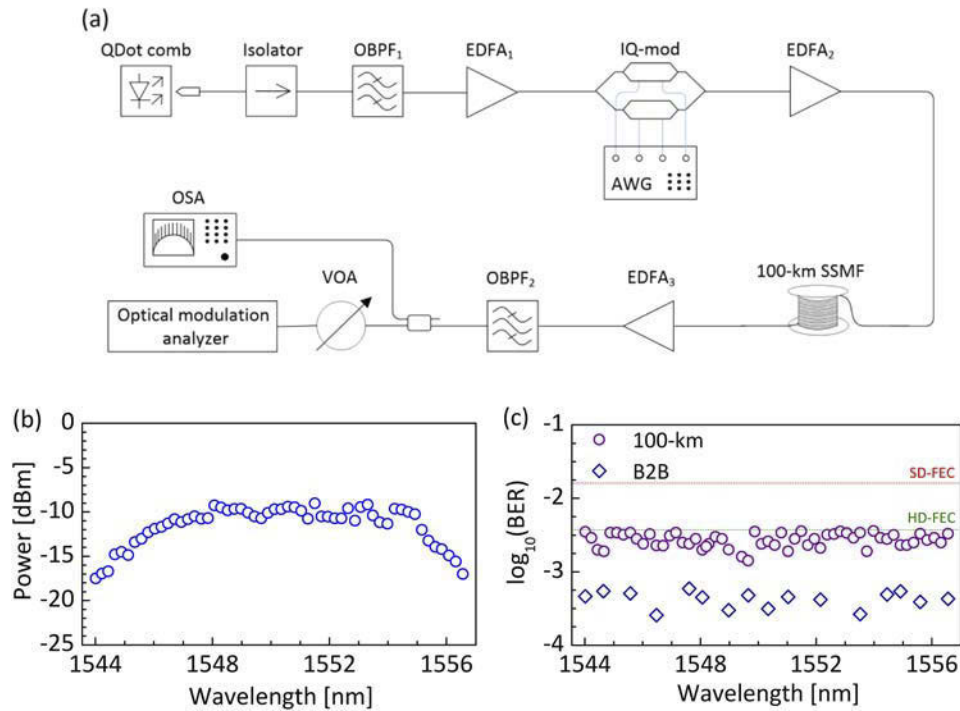 (a)
QDot comb
Isolator
OBPF₁
EDFA₁
IQ-mod
EDFA₂
AWG
OSA
VOA
OBPF₂
EDFA₃
100-km SSMF
Optical modulation
analyzer
(b)
0
-5
-10
-15
-20
-25
Power [dBm]
1544
1548
1552
1556
Wavelength [nm]
(c)
-1
-2
-3
-4
log₁₀(BER)
100-km
B2B
SD-FEC
HD-FEC
1544
1548
1552
1556
Wavelength [nm]